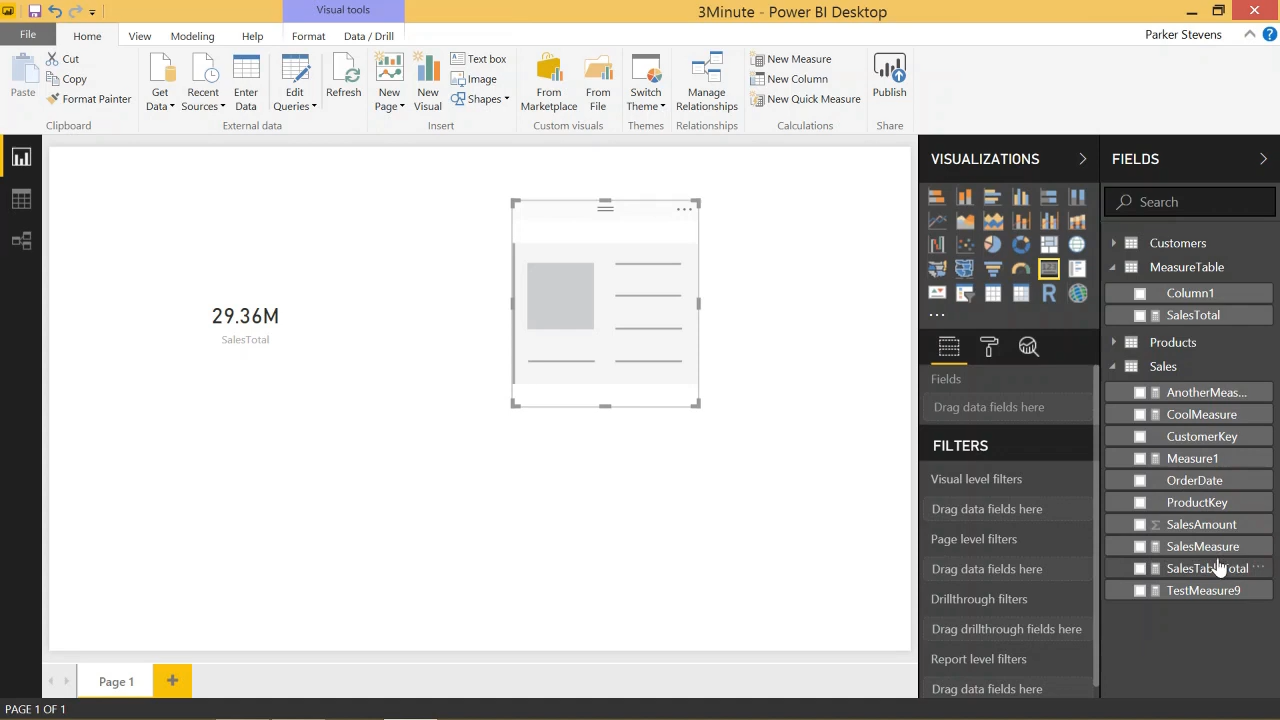 Visual tools
3Minute - Power BI Desktop
File
Home
View
Modeling
Help
Format
Data / Drill
Parker Stevens
Paste
Cut
Copy
Format Painter
Clipboard
Get Data
Recent Sources
Enter Data
Edit Queries
External data
Refresh
New Page
New Visual
Text box
Image
Shapes
Insert
From Marketplace
From File
Custom visuals
Switch Theme
Themes
Manage Relationships
Relationships
New Measure
New Column
New Quick Measure
Calculations
Publish
Share
29.36M
SalesTotal
VISUALIZATIONS
R
Fields
Drag data fields here
FILTERS
Visual level filters
Drag data fields here
Page level filters
Drag data fields here
Drillthrough filters
Drag drillthrough fields here
Report level filters
Drag data fields here
FIELDS
Search
Customers
MeasureTable
Column1
SalesTotal
Products
Sales
AnotherMeas...
CoolMeasure
CustomerKey
Measure1
OrderDate
ProductKey
SalesAmount
SalesMeasure
SalesTableTotal
TestMeasure9
Page 1
PAGE 1 OF 1